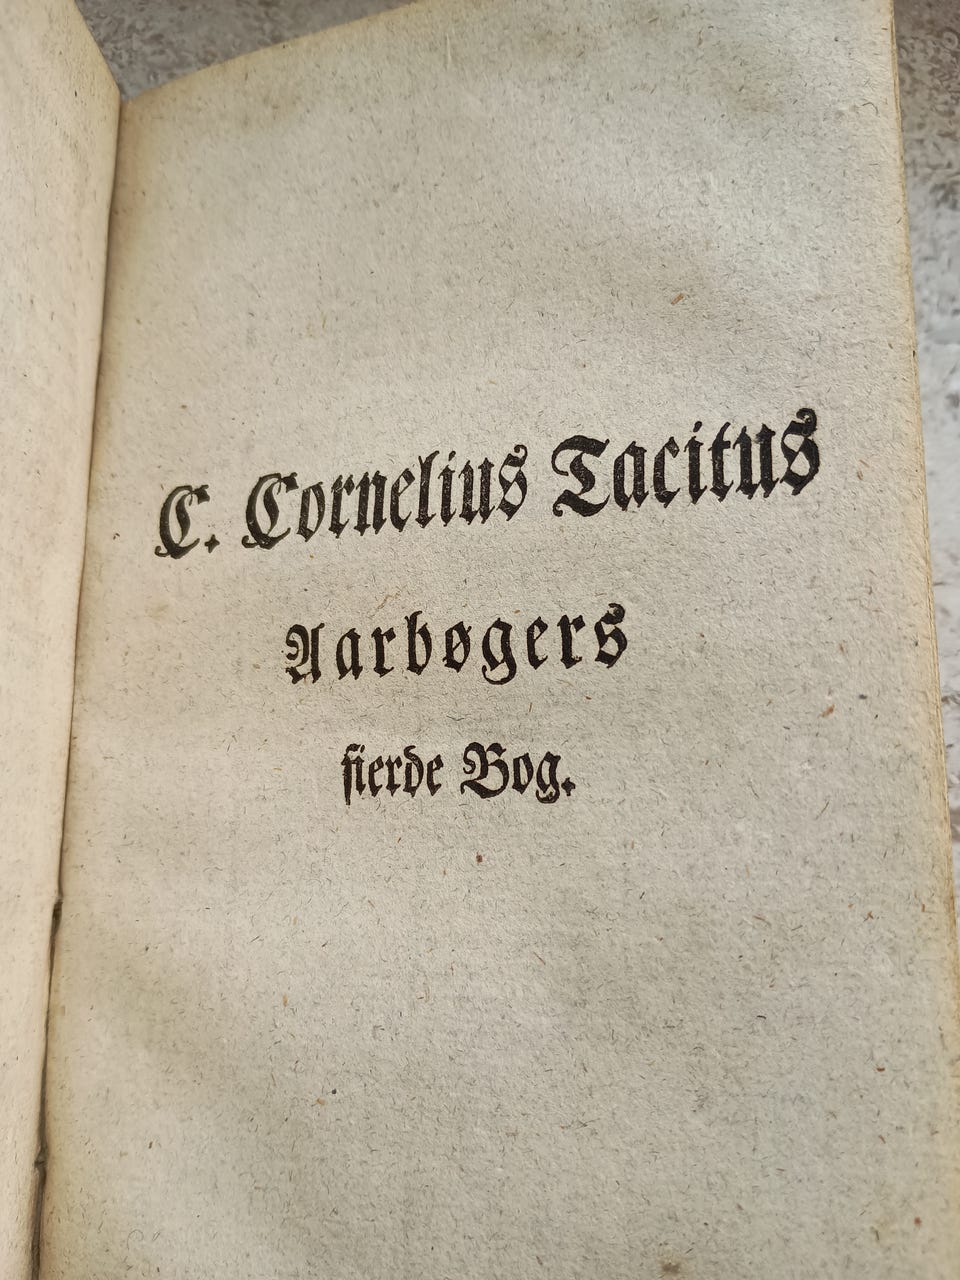 C. Cornelius Tacitus
Aarbøgers
fierde Bog.